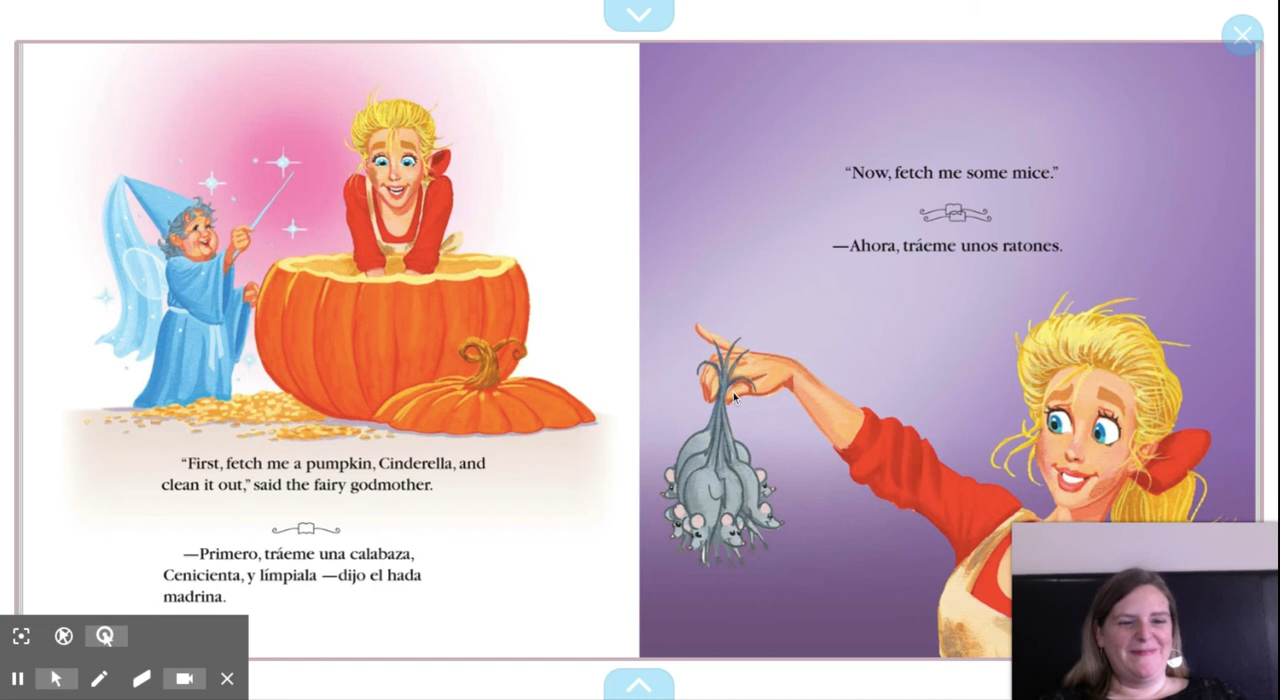 “First, fetch me a pumpkin, Cinderella, and
clean it out,” said the fairy godmother.
—Primero, tráeme una calabaza,
Cenicienta, y límpiala —dijo el hada
madrina.
“Now, fetch me some mice.”
—Ahora, tráeme unos ratones.